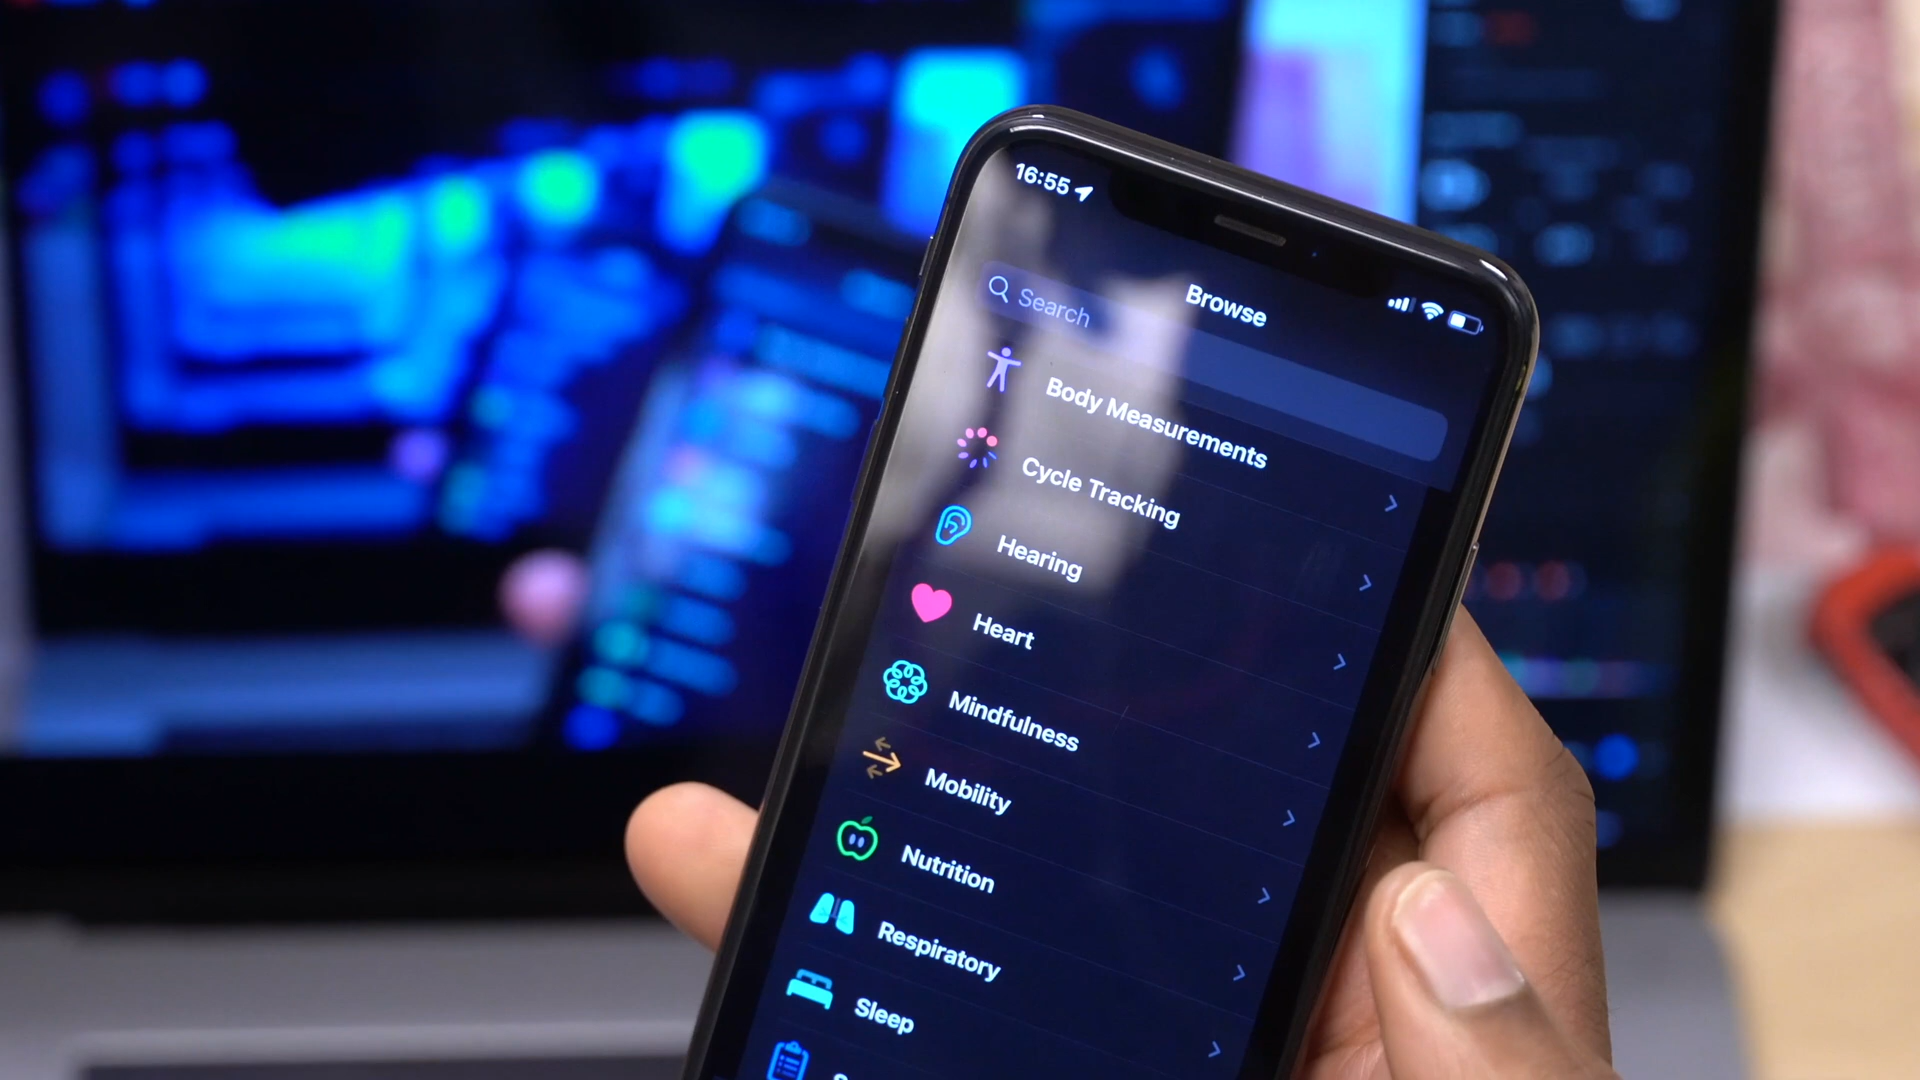 16:55
Browse
Search
Body Measurements
Cycle Tracking
Hearing
Heart
Mindfulness
Mobility
Nutrition
Respiratory
Sleep